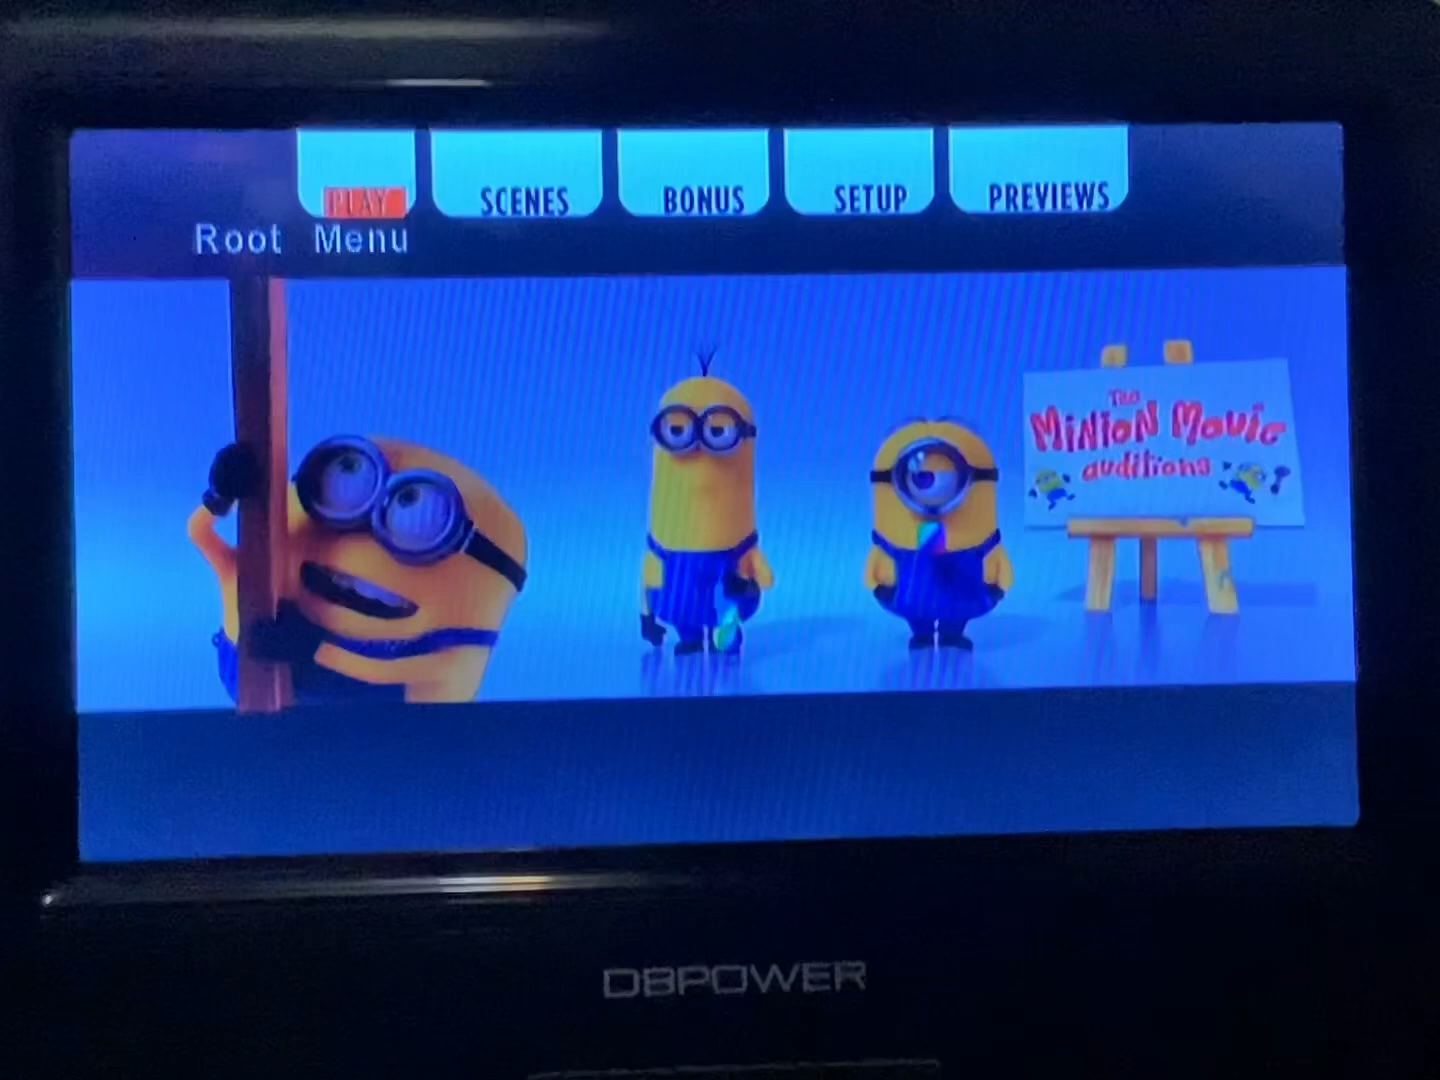 PLAY SCENES BONUS SETUP PREVIEWS
Root Menu
The
MiNioN Movie
auditions
DBPOWER